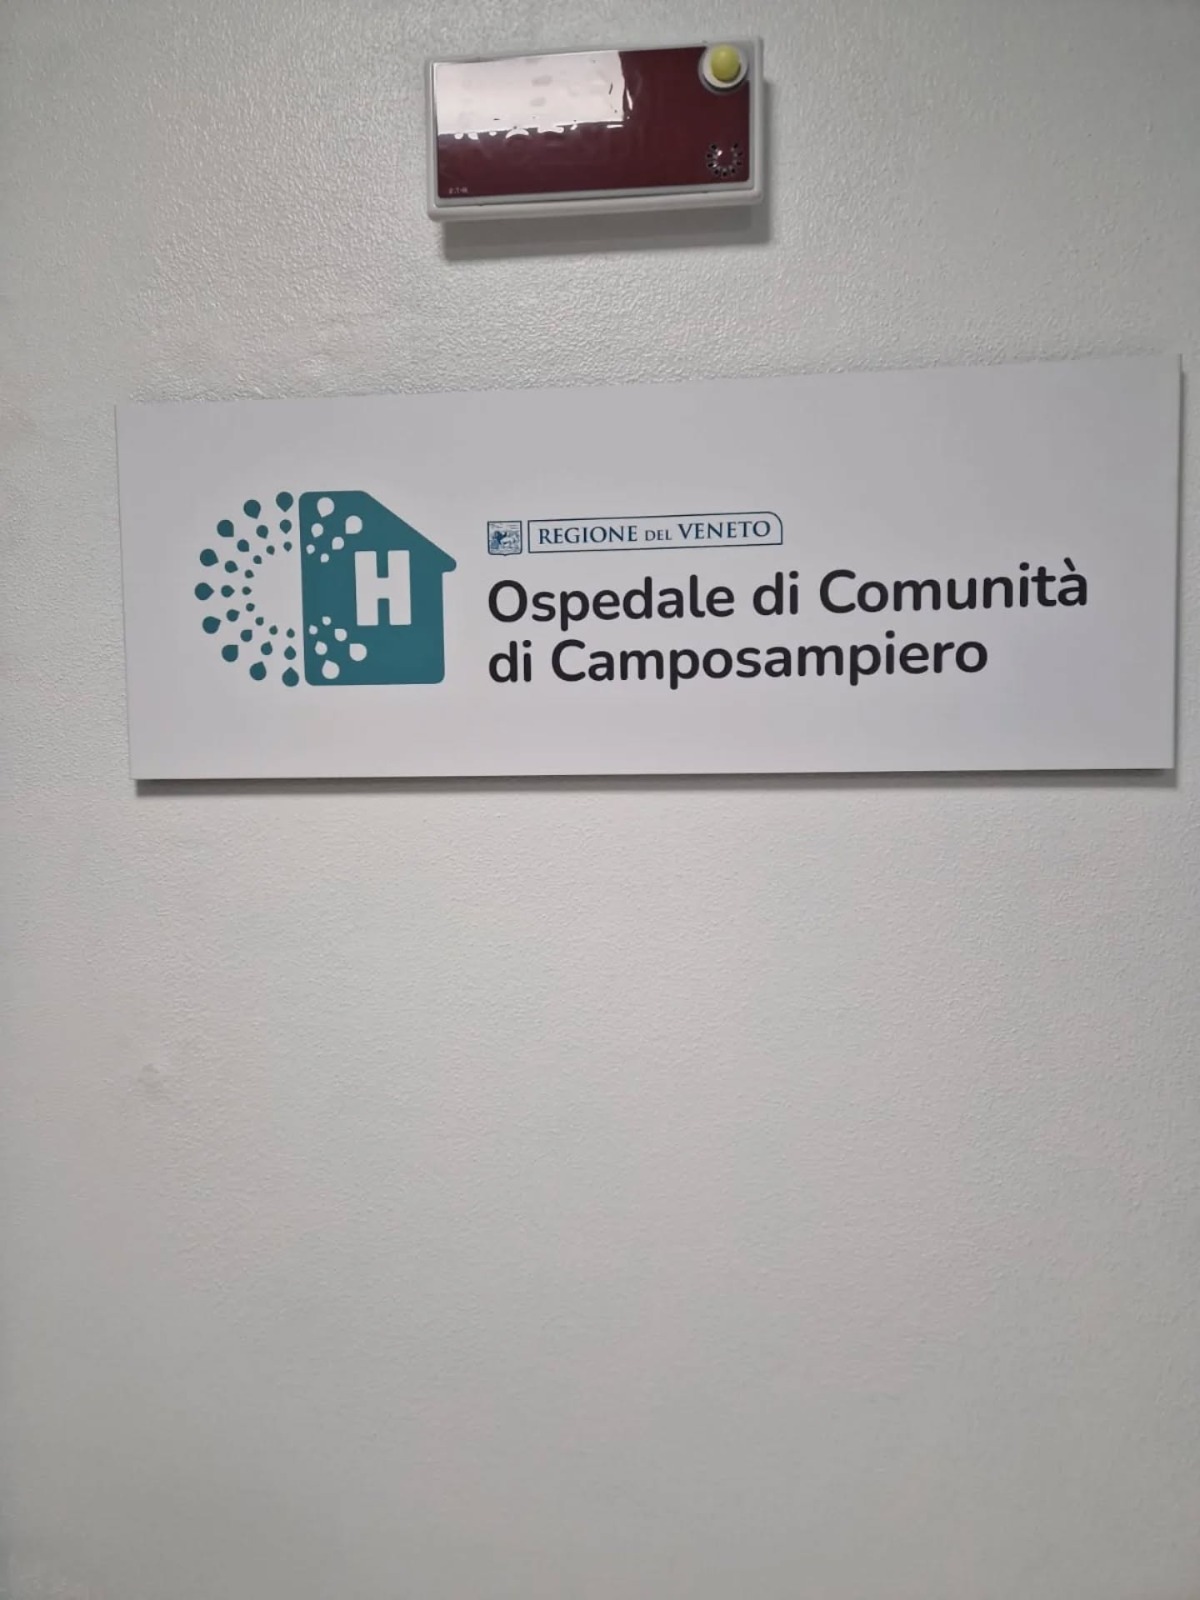 REGIONE DEL VENETO
Ospedale di Comunità
di Camposampiero
H